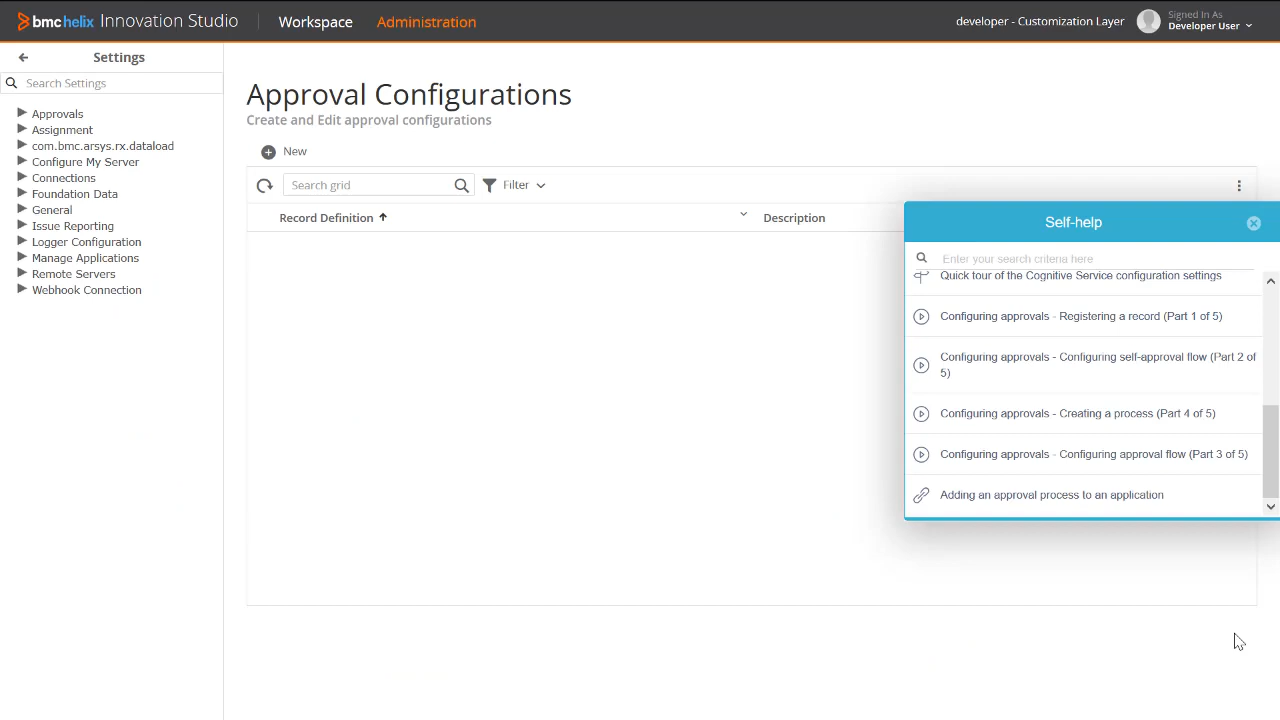 bmchelix Innovation Studio
Workspace
Administration
developer - Customization Layer
Signed In As
Developer User
Settings
Search Settings
Approvals
Assignment
com.bmc.arsys.rx.dataload
Configure My Server
Connections
Foundation Data
General
Issue Reporting
Logger Configuration
Manage Applications
Remote Servers
Webhook Connection
Approval Configurations
Create and Edit approval configurations
New
Search grid
Filter
Record Definition
Description
Self-help
Enter your search criteria here
Quick tour of the Cognitive Service configuration settings
Configuring approvals - Registering a record (Part 1 of 5)
Configuring approvals - Configuring self-approval flow (Part 2 of
5)
Configuring approvals - Creating a process (Part 4 of 5)
Configuring approvals - Configuring approval flow (Part 3 of 5)
Adding an approval process to an application